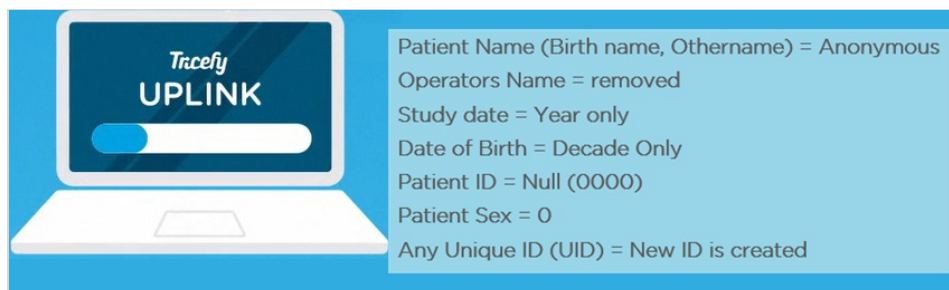 Tricefy
UPLINK
Patient Name (Birth name, Othername) = Anonymous
Operators Name = removed
Study date = Year only
Date of Birth = Decade Only
Patient ID = Null (0000)
Patient Sex = 0
Any Unique ID (UID) = New ID is created